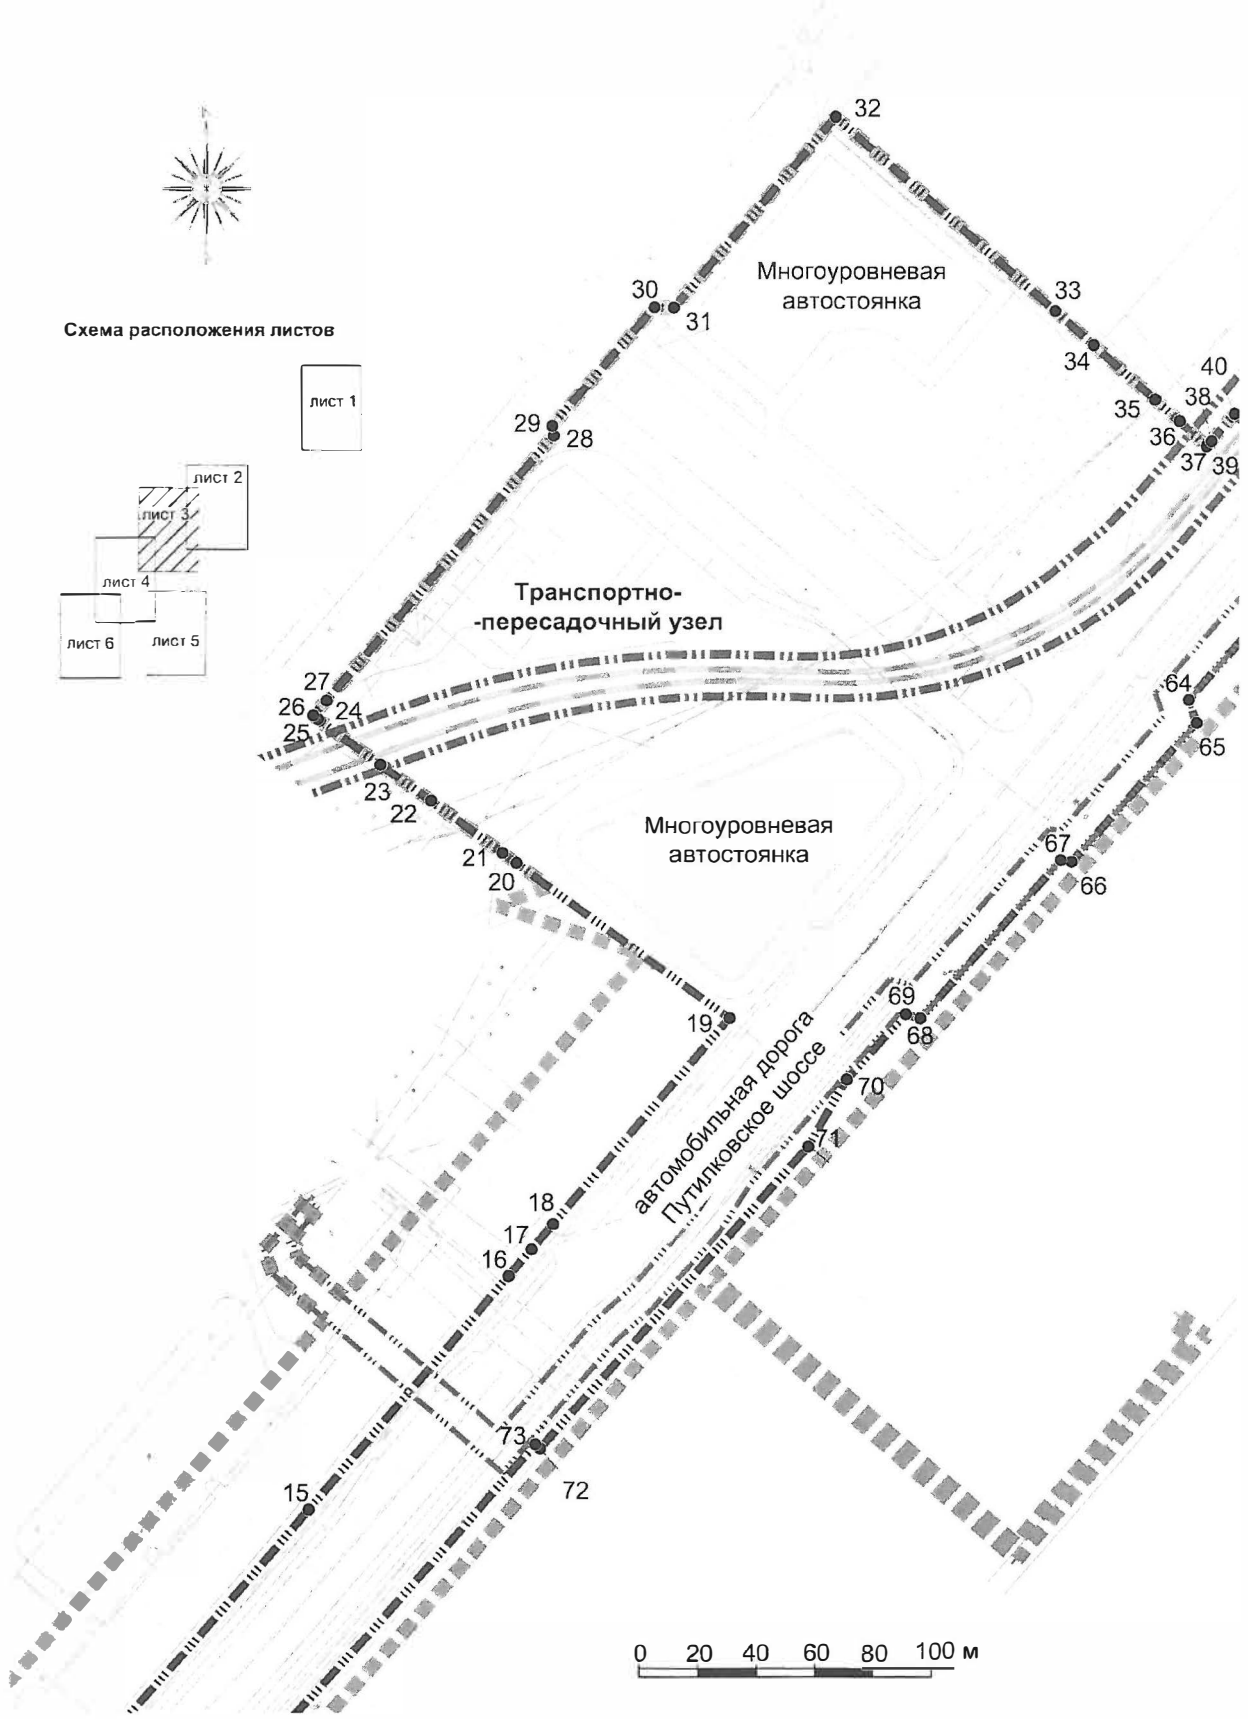 32
Многоуровневая
автостоянка
33
30
31
Схема расположения листов
34
40
лист 1
35
38
36
29
28
37
39
лист 2
лист 3
лист 4
лист 6
лист 5
Транспортно-
-пересадочный узел
27
26
24
25
64
65
23
22
Многоуровневая
автостоянка
21
20
67
66
69
19
68
автомобильная дорога
Путилковское шоссе
70
71
18
17
16
73
72
15
0 20 40 60 80 100 м